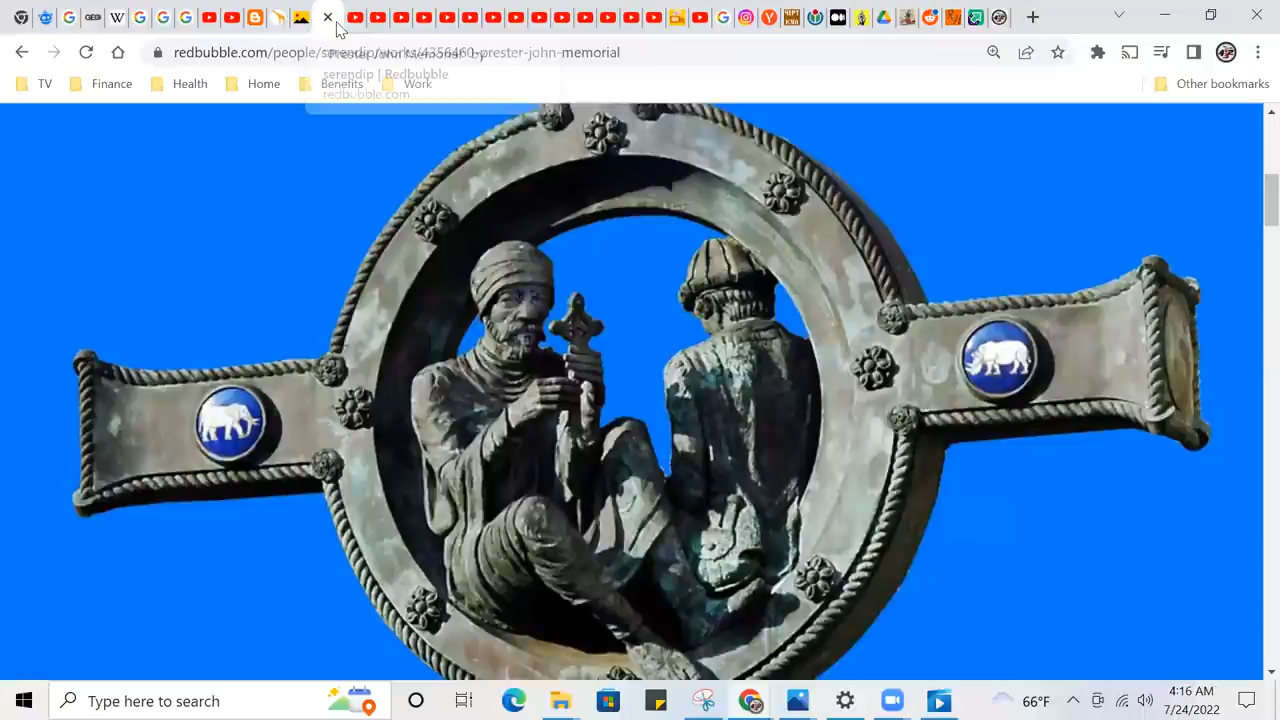 redbubble.com/people/serendip/works/4356460-prester-john-memorial
serendip | Redbubble
redbubble.com
TV
Finance
Health
Home
Benefits
Work
Other bookmarks
Type here to search
66°F
4:16 AM
7/24/2022